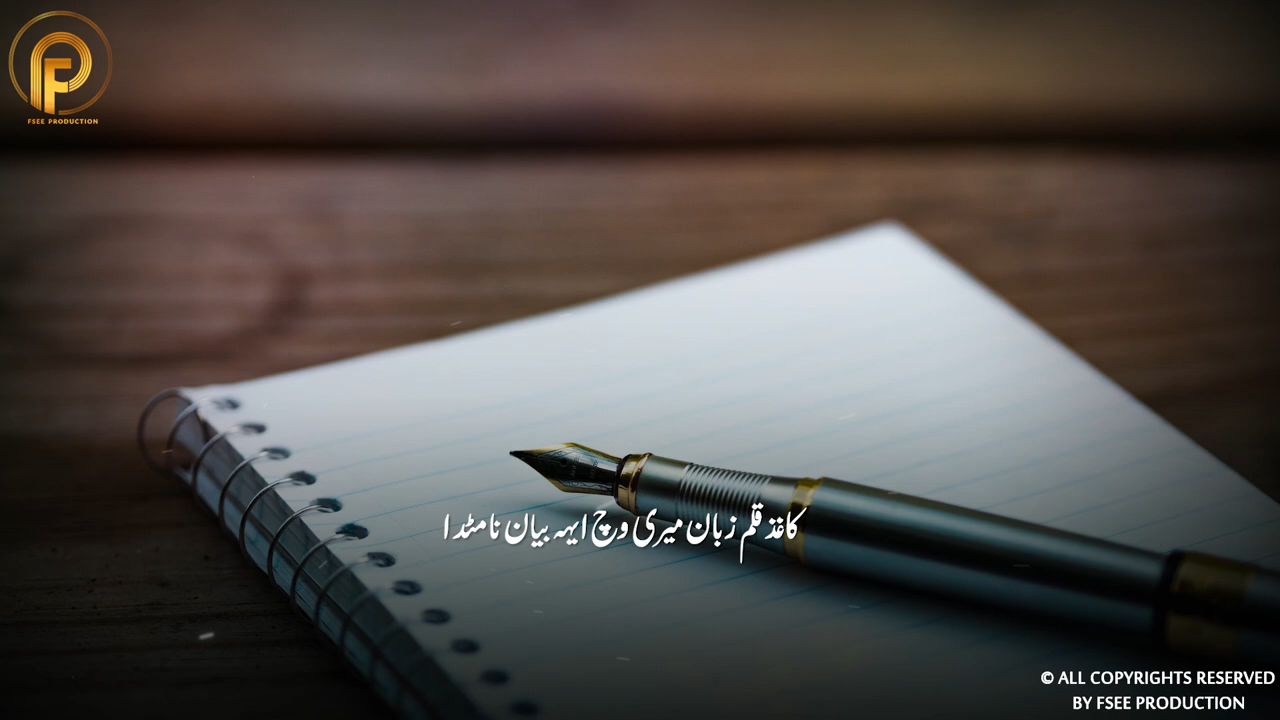 FSEE PRODUCTION
کاغذ قلم زبان میری وچ ایہہ بیان نا مٹدا
© ALL COPYRIGHTS RESERVED
BY FSEE PRODUCTION